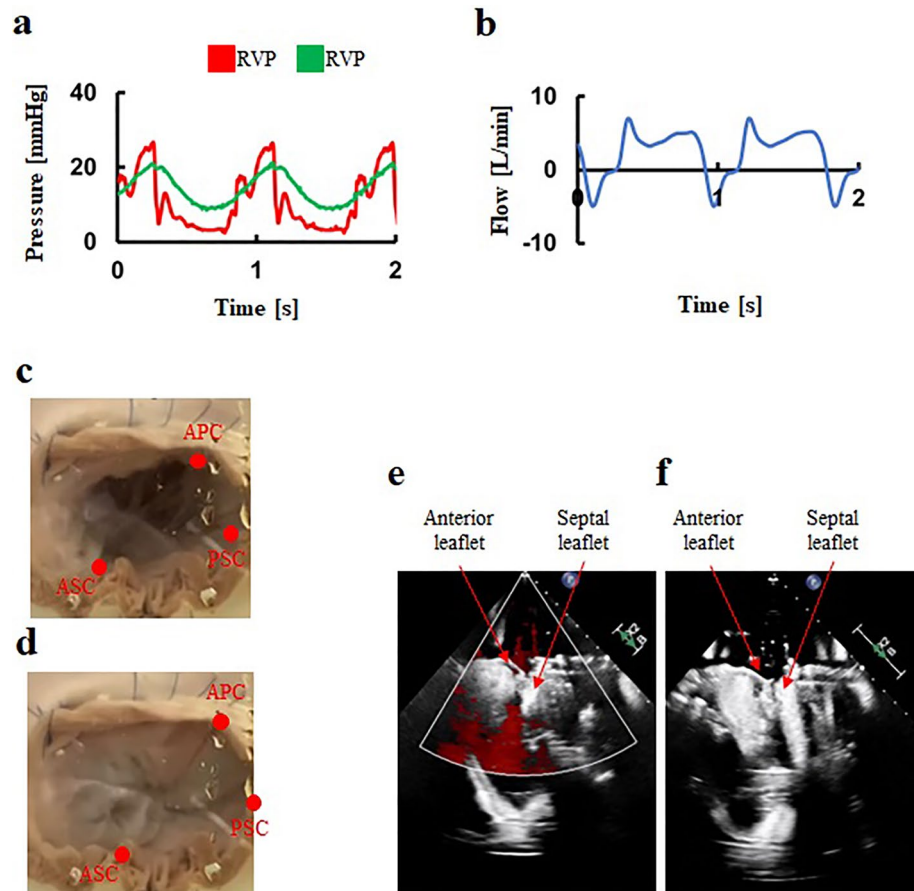 a
RVP RVP
Pressure [mmHg]
40
20
0
0 1 2
Time [s]
b
Flow [L/min]
10
0
-10
0 1 2
Time [s]
c
APC
PSC
ASC
d
APC
PSC
ASC
e
Anterior leaflet
Septal leaflet
f
Anterior leaflet
Septal leaflet